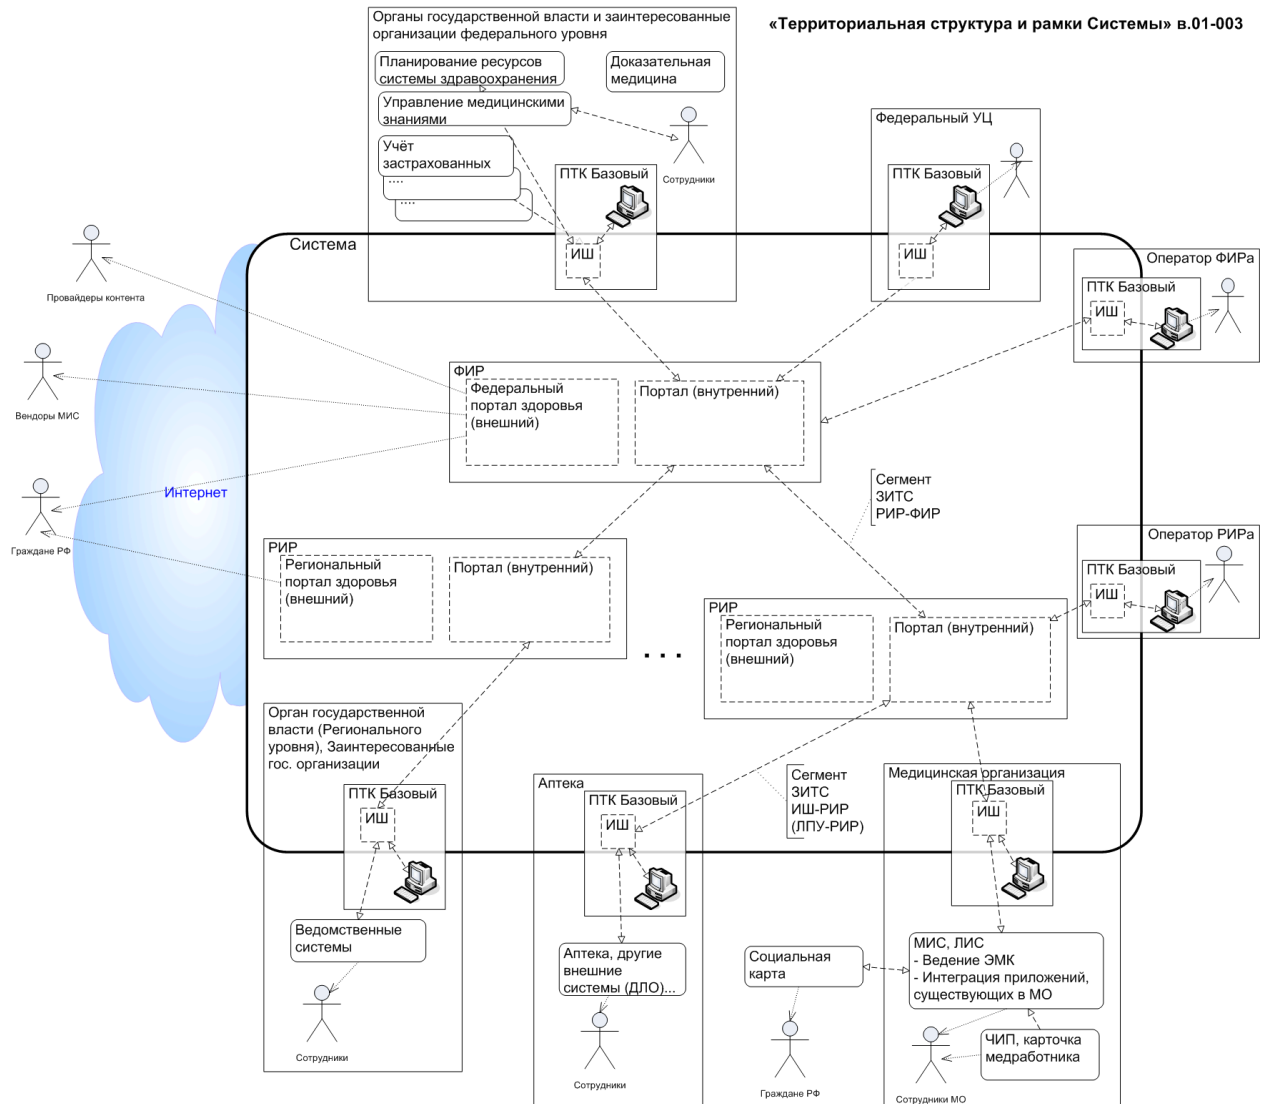 Органы государственной власти и заинтересованные
организации федерального уровня
«Территориальная структура и рамки Системы» в.01-003
Планирование ресурсов
системы здравоохранения
Доказательная
медицина
Управление медицинскими
знаниями
Учёт
застрахованных
....
....
Сотрудники
ПТК Базовый
ИШ
Федеральный УЦ
ПТК Базовый
ИШ
Система
Оператор ФИРа
ПТК Базовый
ИШ
Провайдеры контента
Вендоры МИС
Граждане РФ
Интернет
ФИР
Федеральный
портал здоровья
(внешний)
Портал (внутренний)
Сегмент
ЗИТС
РИР-ФИР
Оператор РИРа
ПТК Базовый
ИШ
РИР
Региональный
портал здоровья
(внешний)
Портал (внутренний)
. . .
РИР
Региональный
портал здоровья
(внешний)
Портал (внутренний)
Орган государственной
власти (Регионального
уровня), Заинтересованные
гос. организации
ПТК Базовый
ИШ
Ведомственные
системы
Сотрудники
Аптека
ПТК Базовый
ИШ
Аптека, другие
внешние
системы (ДЛО)...
Сотрудники
Сегмент
ЗИТС
ИШ-РИР
(ЛПУ-РИР)
Медицинская организация
ПТК Базовый
ИШ
Социальная
карта
Граждане РФ
МИС, ЛИС
- Ведение ЭМК
- Интеграция приложений,
существующих в МО
ЧИП, карточка
медработника
Сотрудники МО